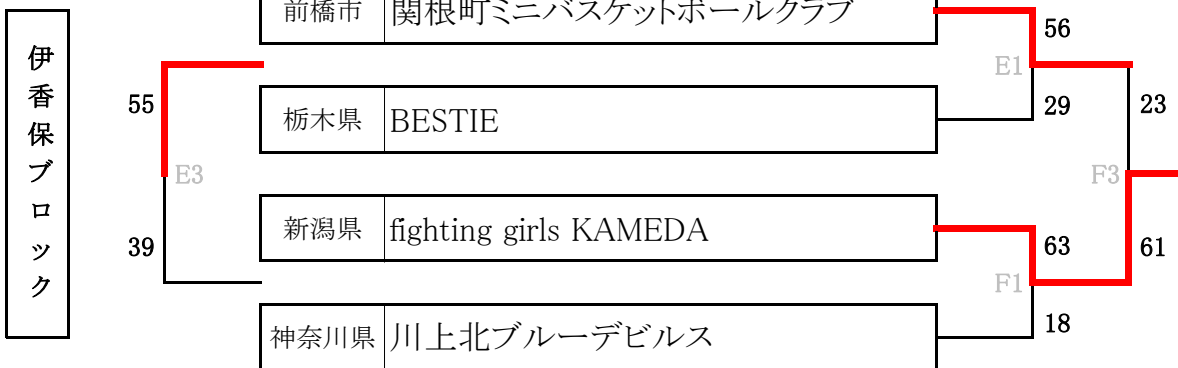 伊香保ブロック
前橋市 関根町ミニバスケットボールクラブ
56
E1
55
栃木県 BESTIE
29
23
E3
F3
新潟県 fighting girls KAMEDA
39
63
61
F1
神奈川県 川上北ブルーデビルス
18